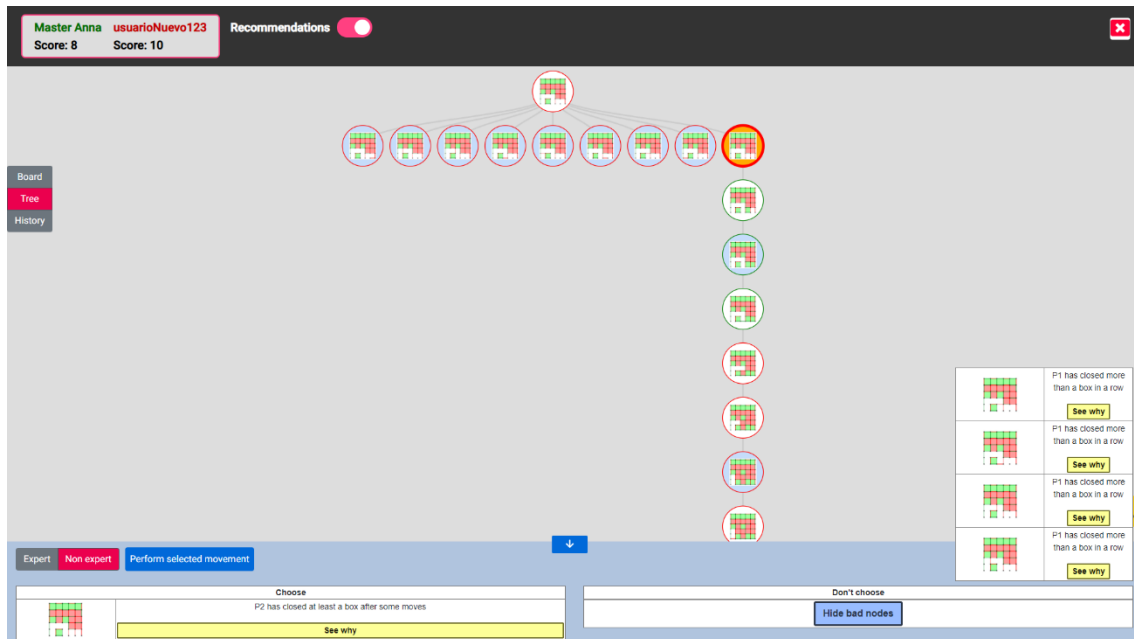 Master Anna usuarioNuevo123 Recommendations
Score: 8 Score: 10
Board
Tree
History
P1 has closed more
than a box in a row
See why
P1 has closed more
than a box in a row
See why
P1 has closed more
than a box in a row
See why
P1 has closed more
than a box in a row
See why
Expert Non expert Perform selected movement
Choose
P2 has closed at least a box after some moves
See why
Don't choose
Hide bad nodes